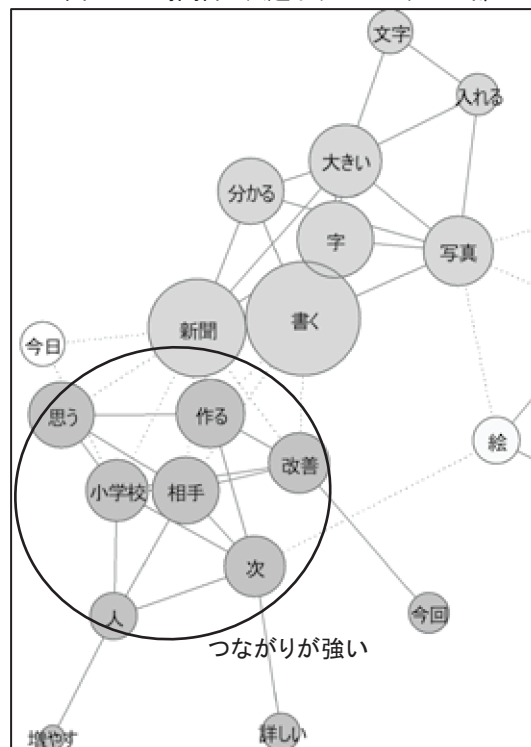 文字
入れる
大きい
分かる
字
写真
新聞
書く
今日
思う
作る
絵
改善
小学校
相手
次
人
今回
つながりが強い
増やす
詳しい